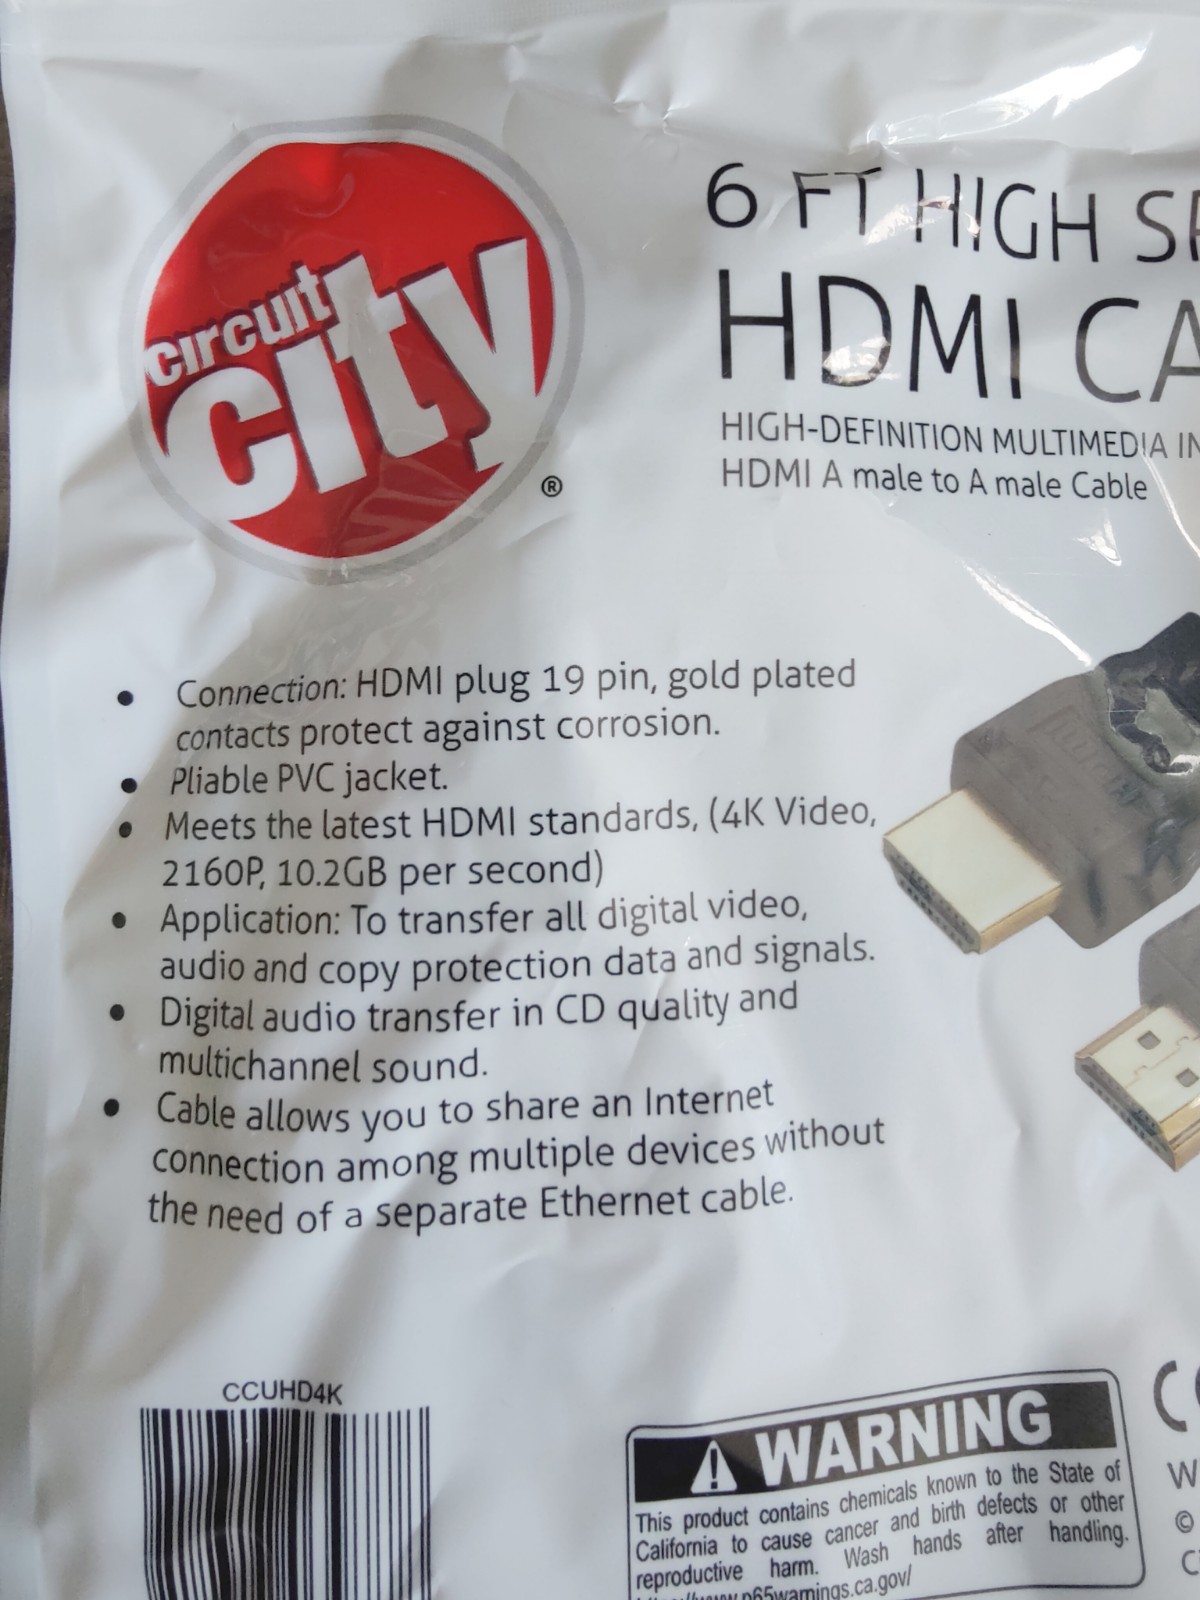 circuit
city
®
6 FT HIGH
HDMI
HIGH-DEFINITION MULTIMEDIA
HDMI A male to A male Cable
• Connection: HDMI plug 19 pin, gold plated
contacts protect against corrosion.
• Pliable PVC jacket.
• Meets the latest HDMI standards, (4K Video,
2160P, 10.2GB per second)
• Application: To transfer all digital video,
audio and copy protection data and signals.
• Digital audio transfer in CD quality and
multichannel sound.
• Cable allows you to share an Internet
connection among multiple devices without
the need of a separate Ethernet cable.
CCUHD4K
WARNING
This product contains chemicals known to the State of
California to cause cancer and birth defects or other
reproductive harm. Wash hands after handling.
©